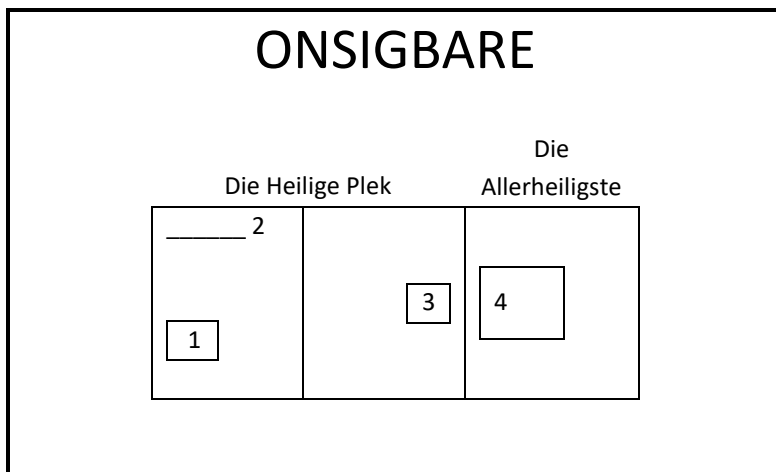 ONSIGBARE
Die
Die Heilige Plek Allerheiligste
______ 2
3 4
1